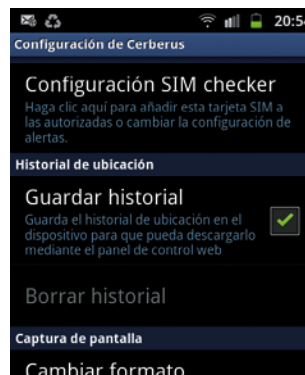 20:54
Configuración de Cerberus
Configuración SIM checker
Haga clic aquí para añadir esta tarjeta SIM a
las autorizadas o cambiar la configuración de
alertas.
Historial de ubicación
Guardar historial
Guarda el historial de ubicación en el
dispositivo para que pueda descargarlo
mediante el panel de control web
Borrar historial
Captura de pantalla
Cambiar formato